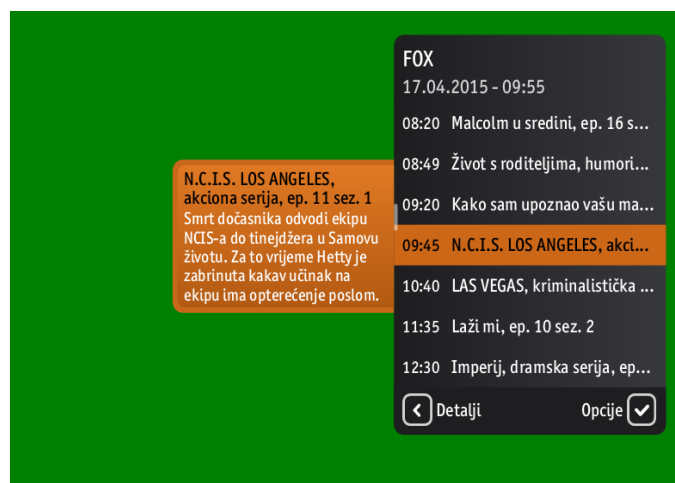 FOX
17.04.2015 - 09:55
08:20 Malcolm u sredini, ep. 16 s...
08:49 Život s roditeljima, humori...
09:20 Kako sam upoznao vašu ma...
09:45 N.C.I.S. LOS ANGELES, akci...
10:40 LAS VEGAS, kriminalistička ...
11:35 Laži mi, ep. 10 sez. 2
12:30 Imperij, dramska serija, ep...
Detalji Opcije
N.C.I.S. LOS ANGELES,
akciona serija, ep. 11 sez. 1
Smrt dočasnika odvodi ekipu
NCIS-a do tinejdžera u Samovu
životu. Za to vrijeme Hetty je
zabrinuta kakav učinak na
ekipu ima opterećenje poslom.